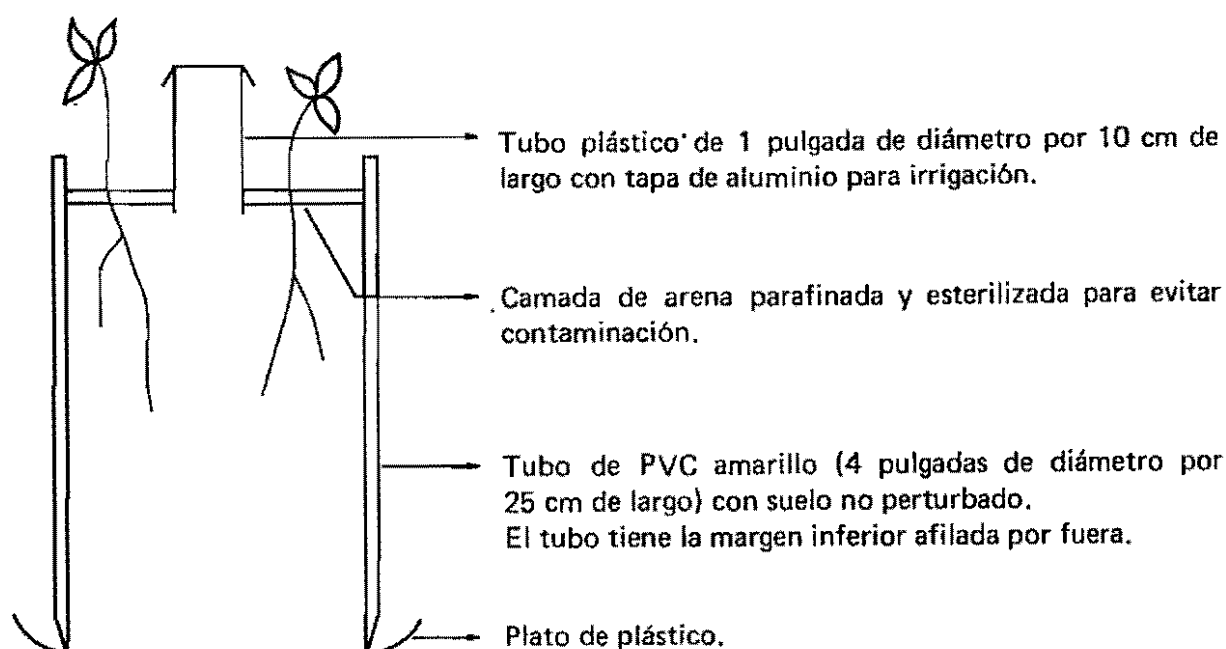 Tubo plástico de 1 pulgada de diámetro por 10 cm de
largo con tapa de aluminio para irrigación.
Camada de arena parafinada y esterilizada para evitar
contaminación.
Tubo de PVC amarillo (4 pulgadas de diámetro por
25 cm de largo) con suelo no perturbado.
El tubo tiene la margen inferior afilada por fuera.
Plato de plástico.